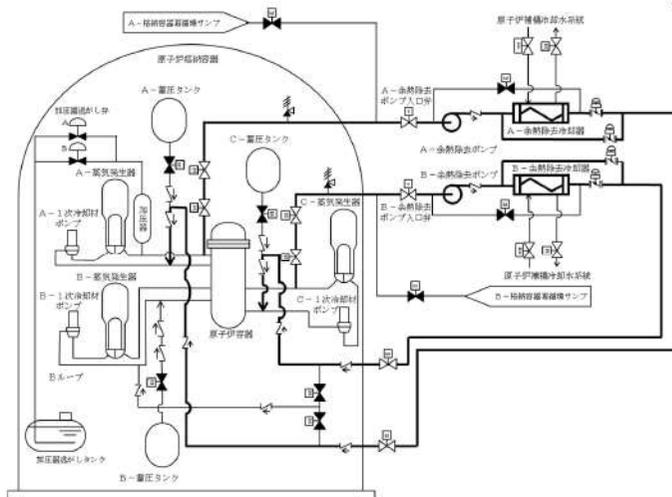 A-格納容器再循環サンプ
原子炉補機冷却水系統
原子炉格納容器
A-蓄圧タンク
加圧器逃がし弁
A
B
A-余熱除去
ポンプ入口弁
A-余熱除去冷却器
A-余熱除去ポンプ
C-蓄圧タンク
A-蒸気発生器
B-余熱除去ポンプ
B-余熱除去冷却器
A-1次冷却材
ポンプ
加圧器
C-蒸気発生器
B-余熱除去
ポンプ入口弁
B-蒸気発生器
原子炉補機冷却水系統
B-1次冷却材
ポンプ
C-1次冷却材
ポンプ
B-格納容器再循環サンプ
原子炉容器
Bループ
加圧器逃がしタンク
B-蓄圧タンク